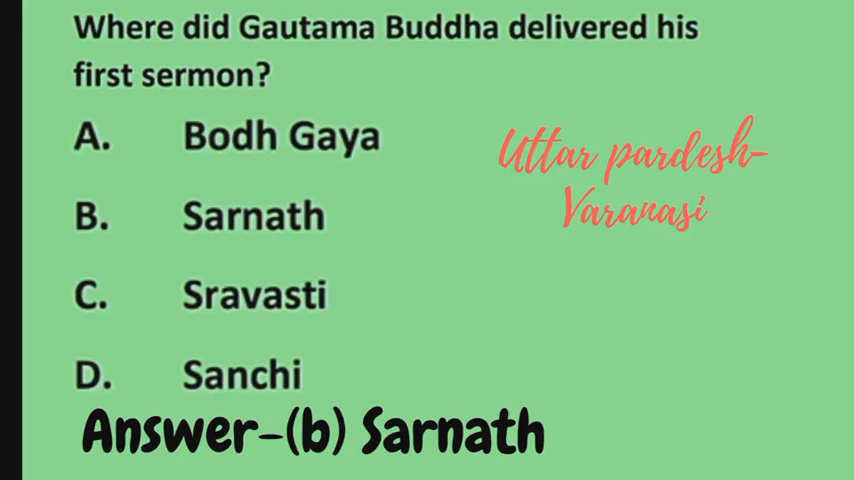 Where did Gautama Buddha delivered his
first sermon?
A. Bodh Gaya
Uttar pardesh-
Varanasi
B. Sarnath
C. Sravasti
D. Sanchi
Answer-(b) Sarnath